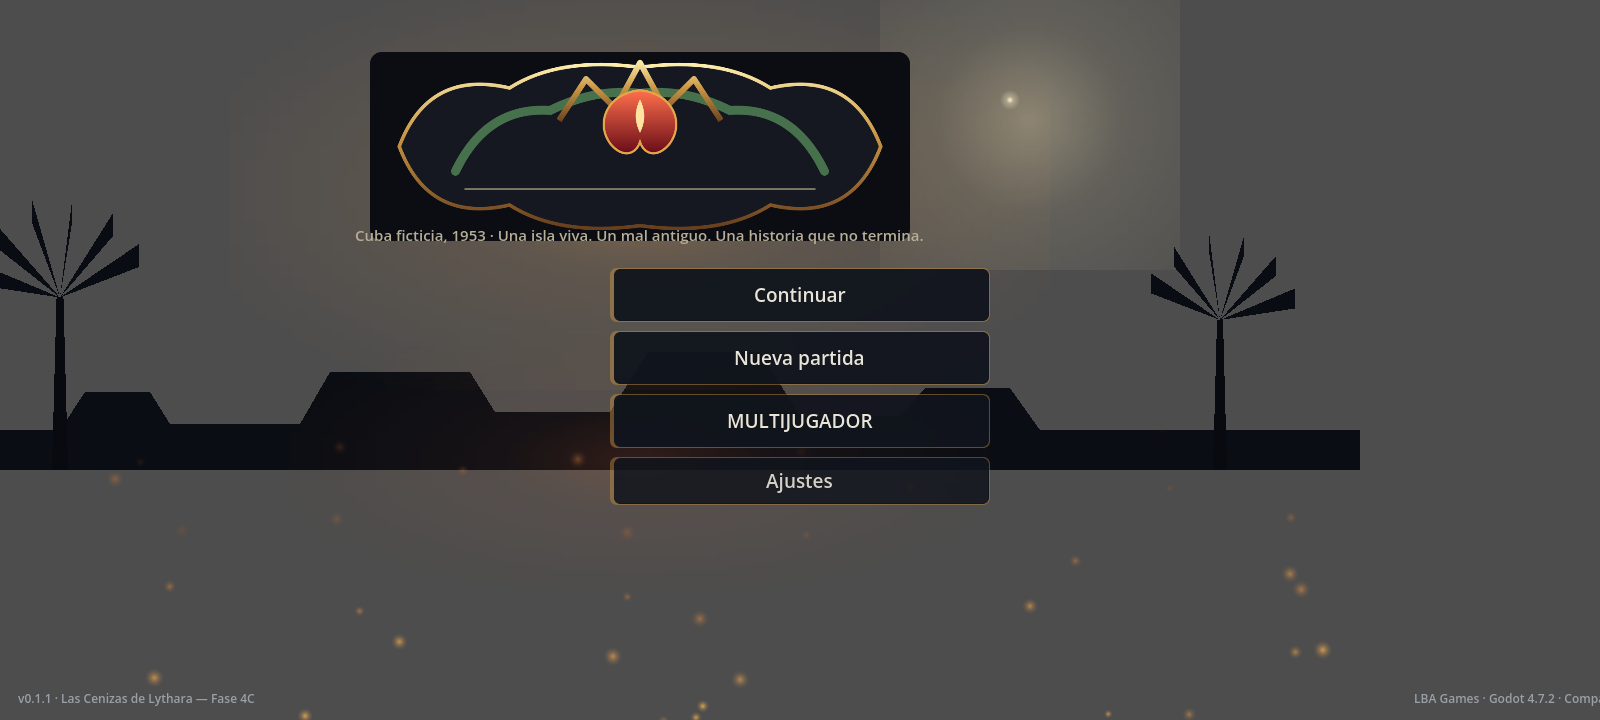 Cuba ficticia, 1953 · Una isla viva. Un mal antiguo. Una historia que no termina.
Continuar
Nueva partida
MULTIJUGADOR
Ajustes
v0.1.1 · Las Cenizas de Lythara — Fase 4C
LBA Games · Godot 4.7.2 ·